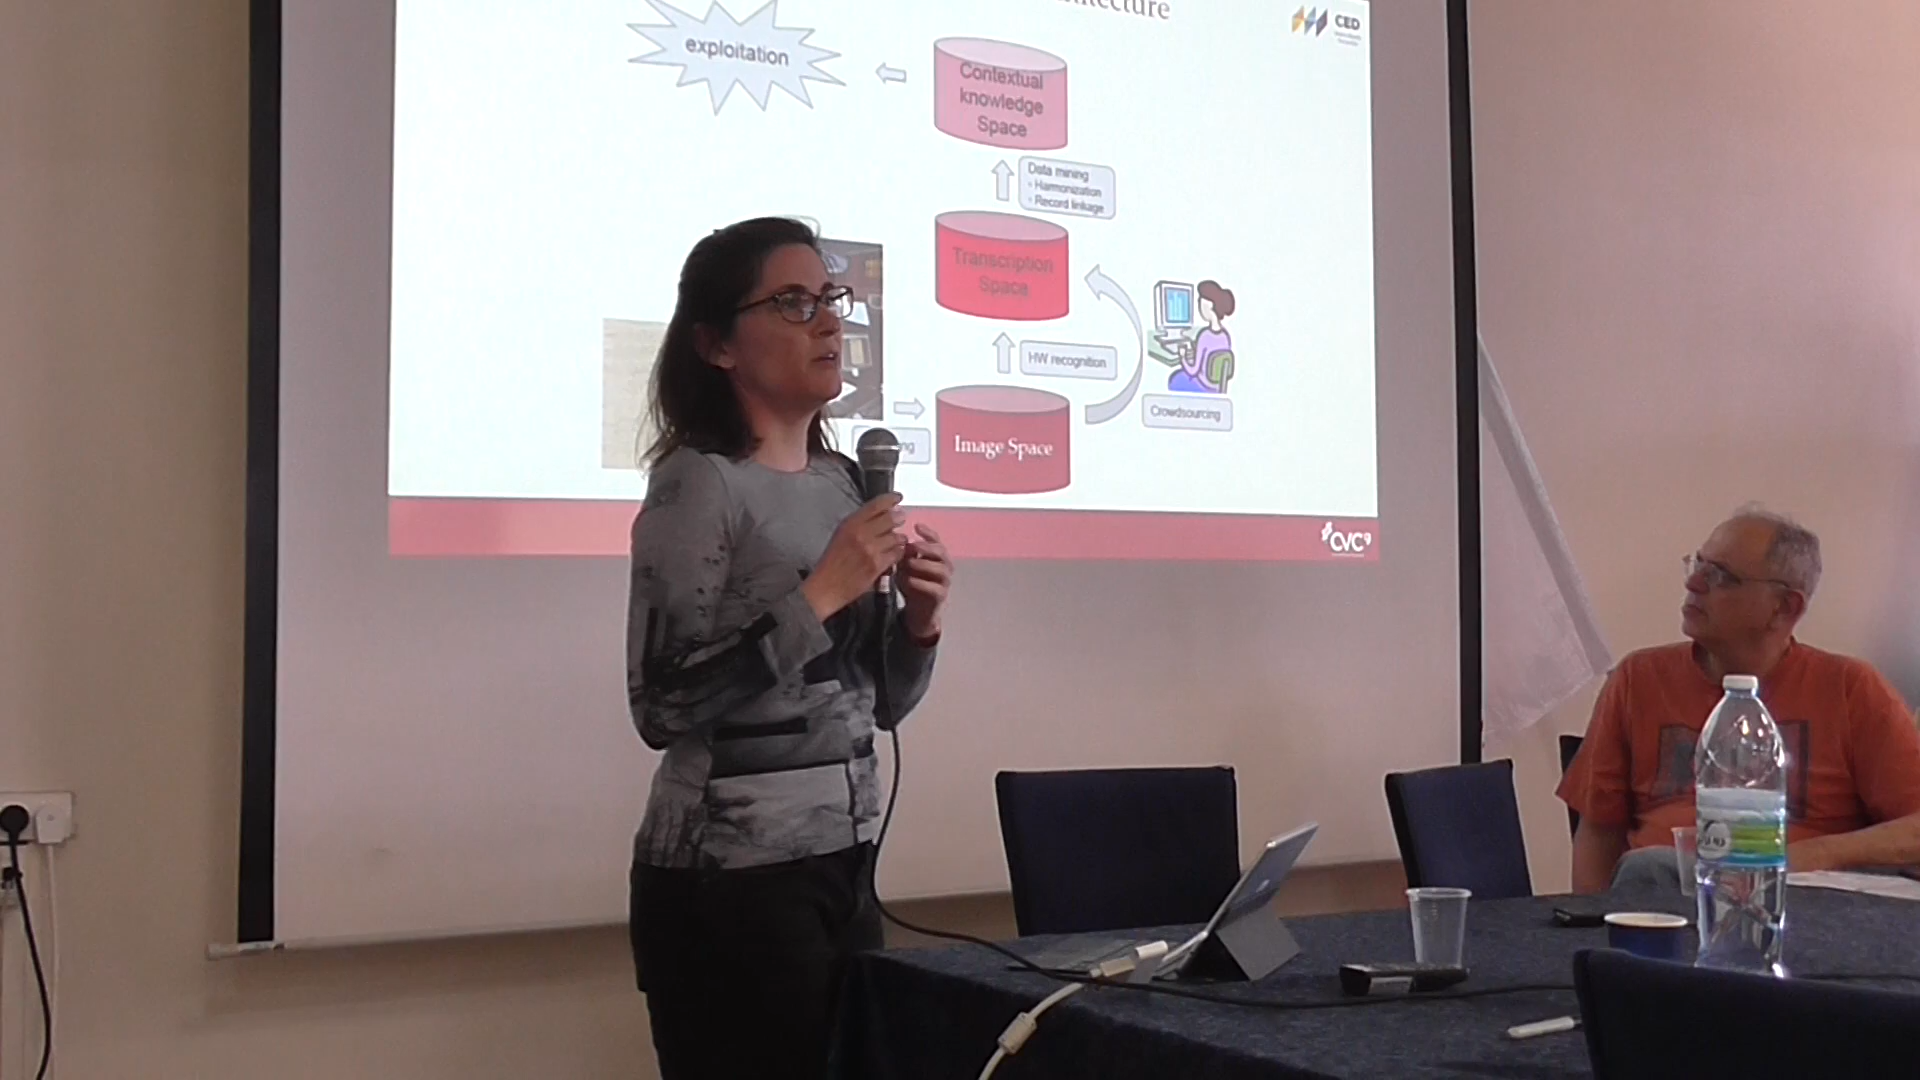 CED
exploitation
Contextual
knowledge
Space
Data mining
- Harmonization
- Record linkage
Transcription
Space
HW recognition
Crowdsourcing
Image Space
CVC